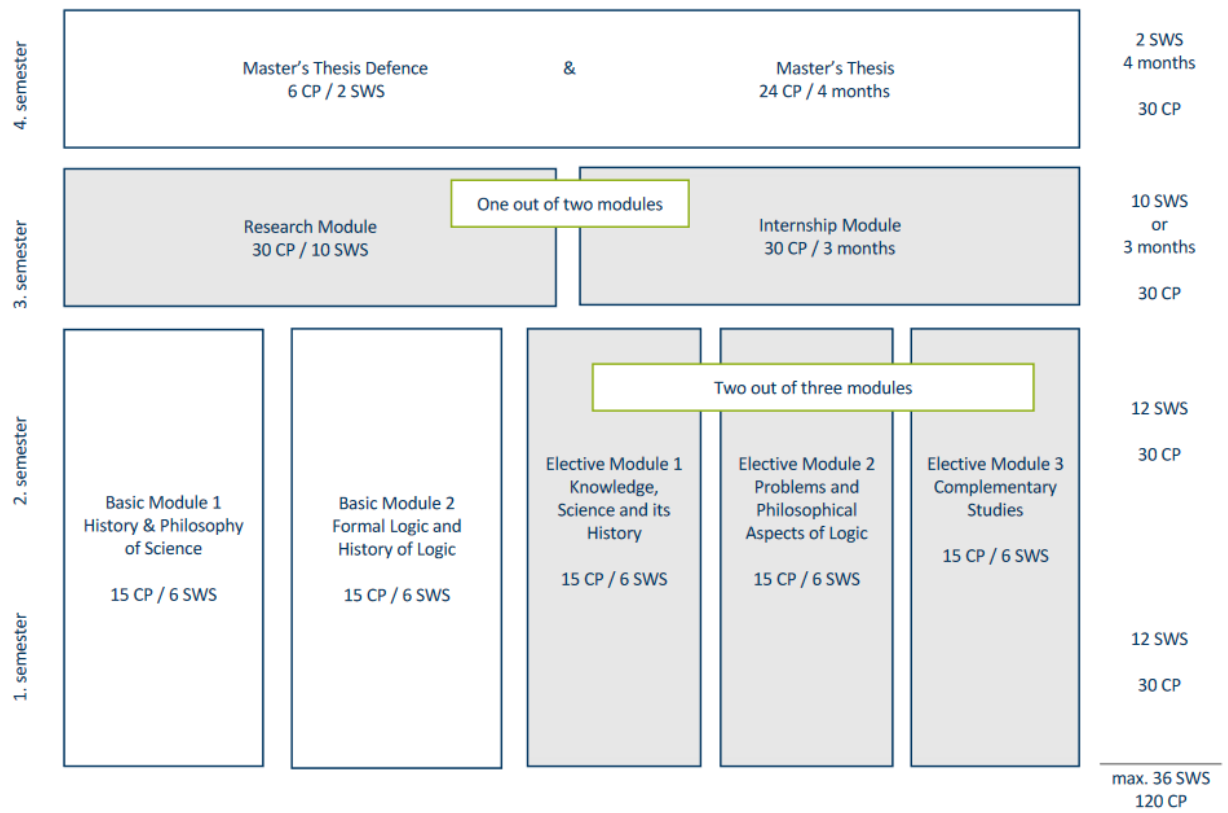 4. semester
Master's Thesis Defence
6 CP / 2 SWS
&
Master's Thesis
24 CP / 4 months
2 SWS
4 months
30 CP
3. semester
Research Module
30 CP / 10 SWS
One out of two modules
Internship Module
30 CP / 3 months
10 SWS
or
3 months
30 CP
2. semester
1. semester
Basic Module 1
History & Philosophy
of Science
15 CP / 6 SWS
Basic Module 2
Formal Logic and
History of Logic
15 CP / 6 SWS
Two out of three modules
Elective Module 1
Knowledge,
Science and its
History
15 CP / 6 SWS
Elective Module 2
Problems and
Philosophical
Aspects of Logic
15 CP / 6 SWS
Elective Module 3
Complementary
Studies
15 CP / 6 SWS
12 SWS
30 CP
12 SWS
30 CP
max. 36 SWS
120 CP